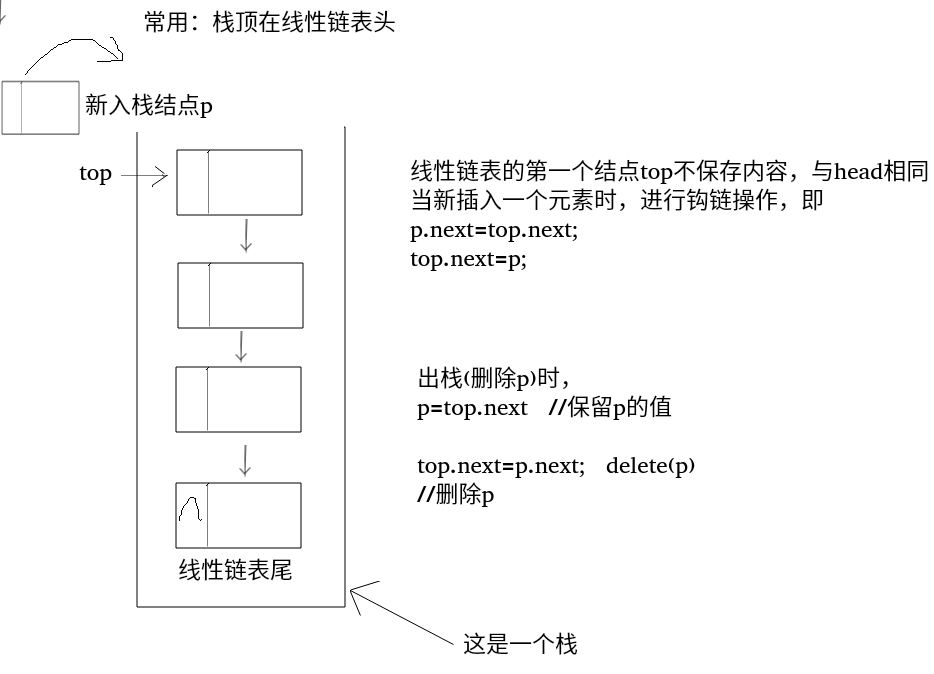 常用：栈顶在线性链表头
新入栈结点p
top
线性链表的第一个结点top不保存内容，与head相同
当新插入一个元素时，进行钩链操作，即
p.next=top.next;
top.next=p;
出栈(删除p)时，
p=top.next //保留p的值
top.next=p.next; delete(p)
//删除p
线性链表尾
这是一个栈